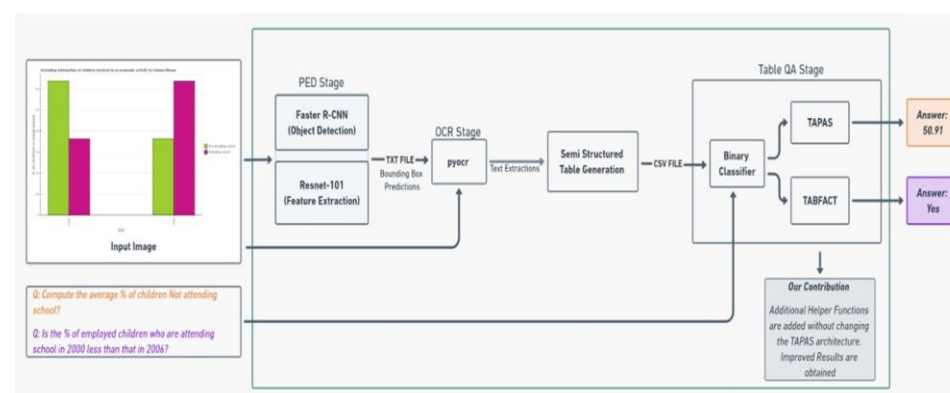 PED Stage
Faster R-CNN
(Object Detection)
Resnet-101
(Feature Extraction)
TXT FILE
Bounding Box
Predictions
OCR Stage
pyocr
Text Extractions
Semi Structured
Table Generation
CSV FILE
Table QA Stage
Binary
Classifier
TAPAS
TABFACT
Answer:
50.91
Answer:
Yes
Input Image
Q: Compute the average % of children Not attending
school?
Q: Is the % of employed children who are attending
school in 2000 less than that in 2006?
Our Contribution
Additional Helper Functions
are added without changing
the TAPAS architecture.
Improved Results are
obtained